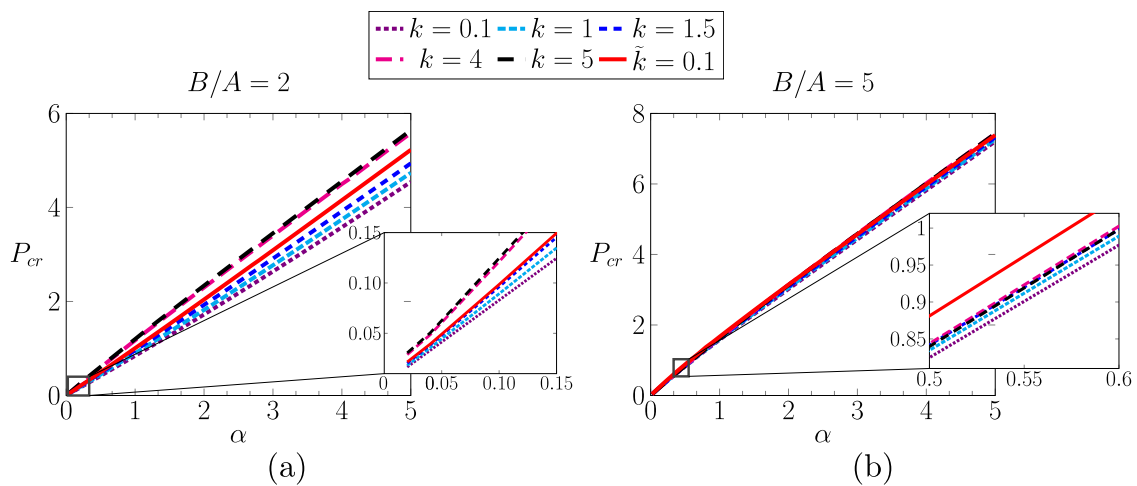 k = 0.1 k = 1 k = 1.5
k = 4 k = 5 k̃ = 0.1
B/A = 2
B/A = 5
6
4
2
0
P_cr
0 1 2 3 4 5
α
0.15
0.10
0.05
0 0.05 0.10 0.15
(a)
8
6
4
2
0
P_cr
0 1 2 3 4 5
α
1
0.95
0.9
0.85
0.5 0.55 0.6
(b)